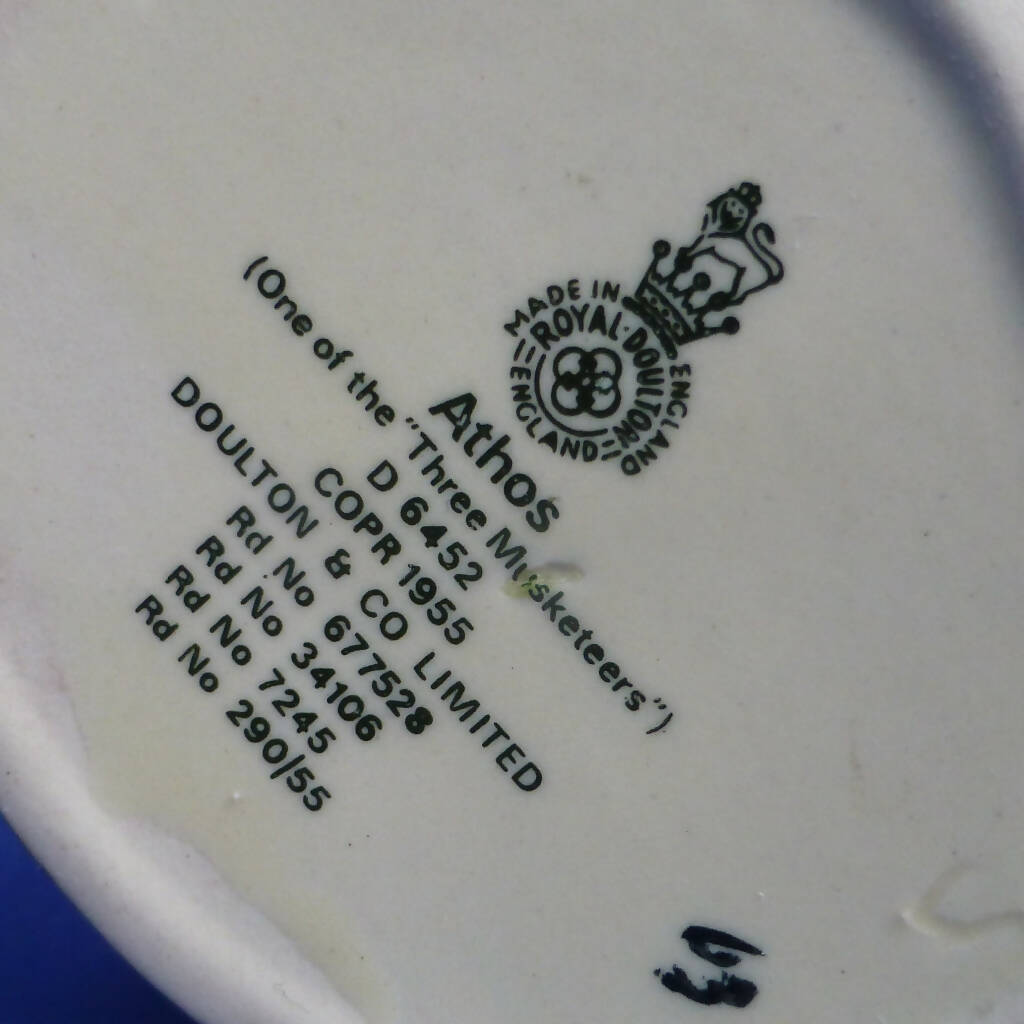 MADE IN ENGLAND
ROYAL·DOULTON
ENGLAND
Athos
(One of the "Three Musketeers")
D 6452
COPR 1955
DOULTON & CO LIMITED
Rd No 677528
Rd No 34106
Rd No 7245
Rd No 290/55